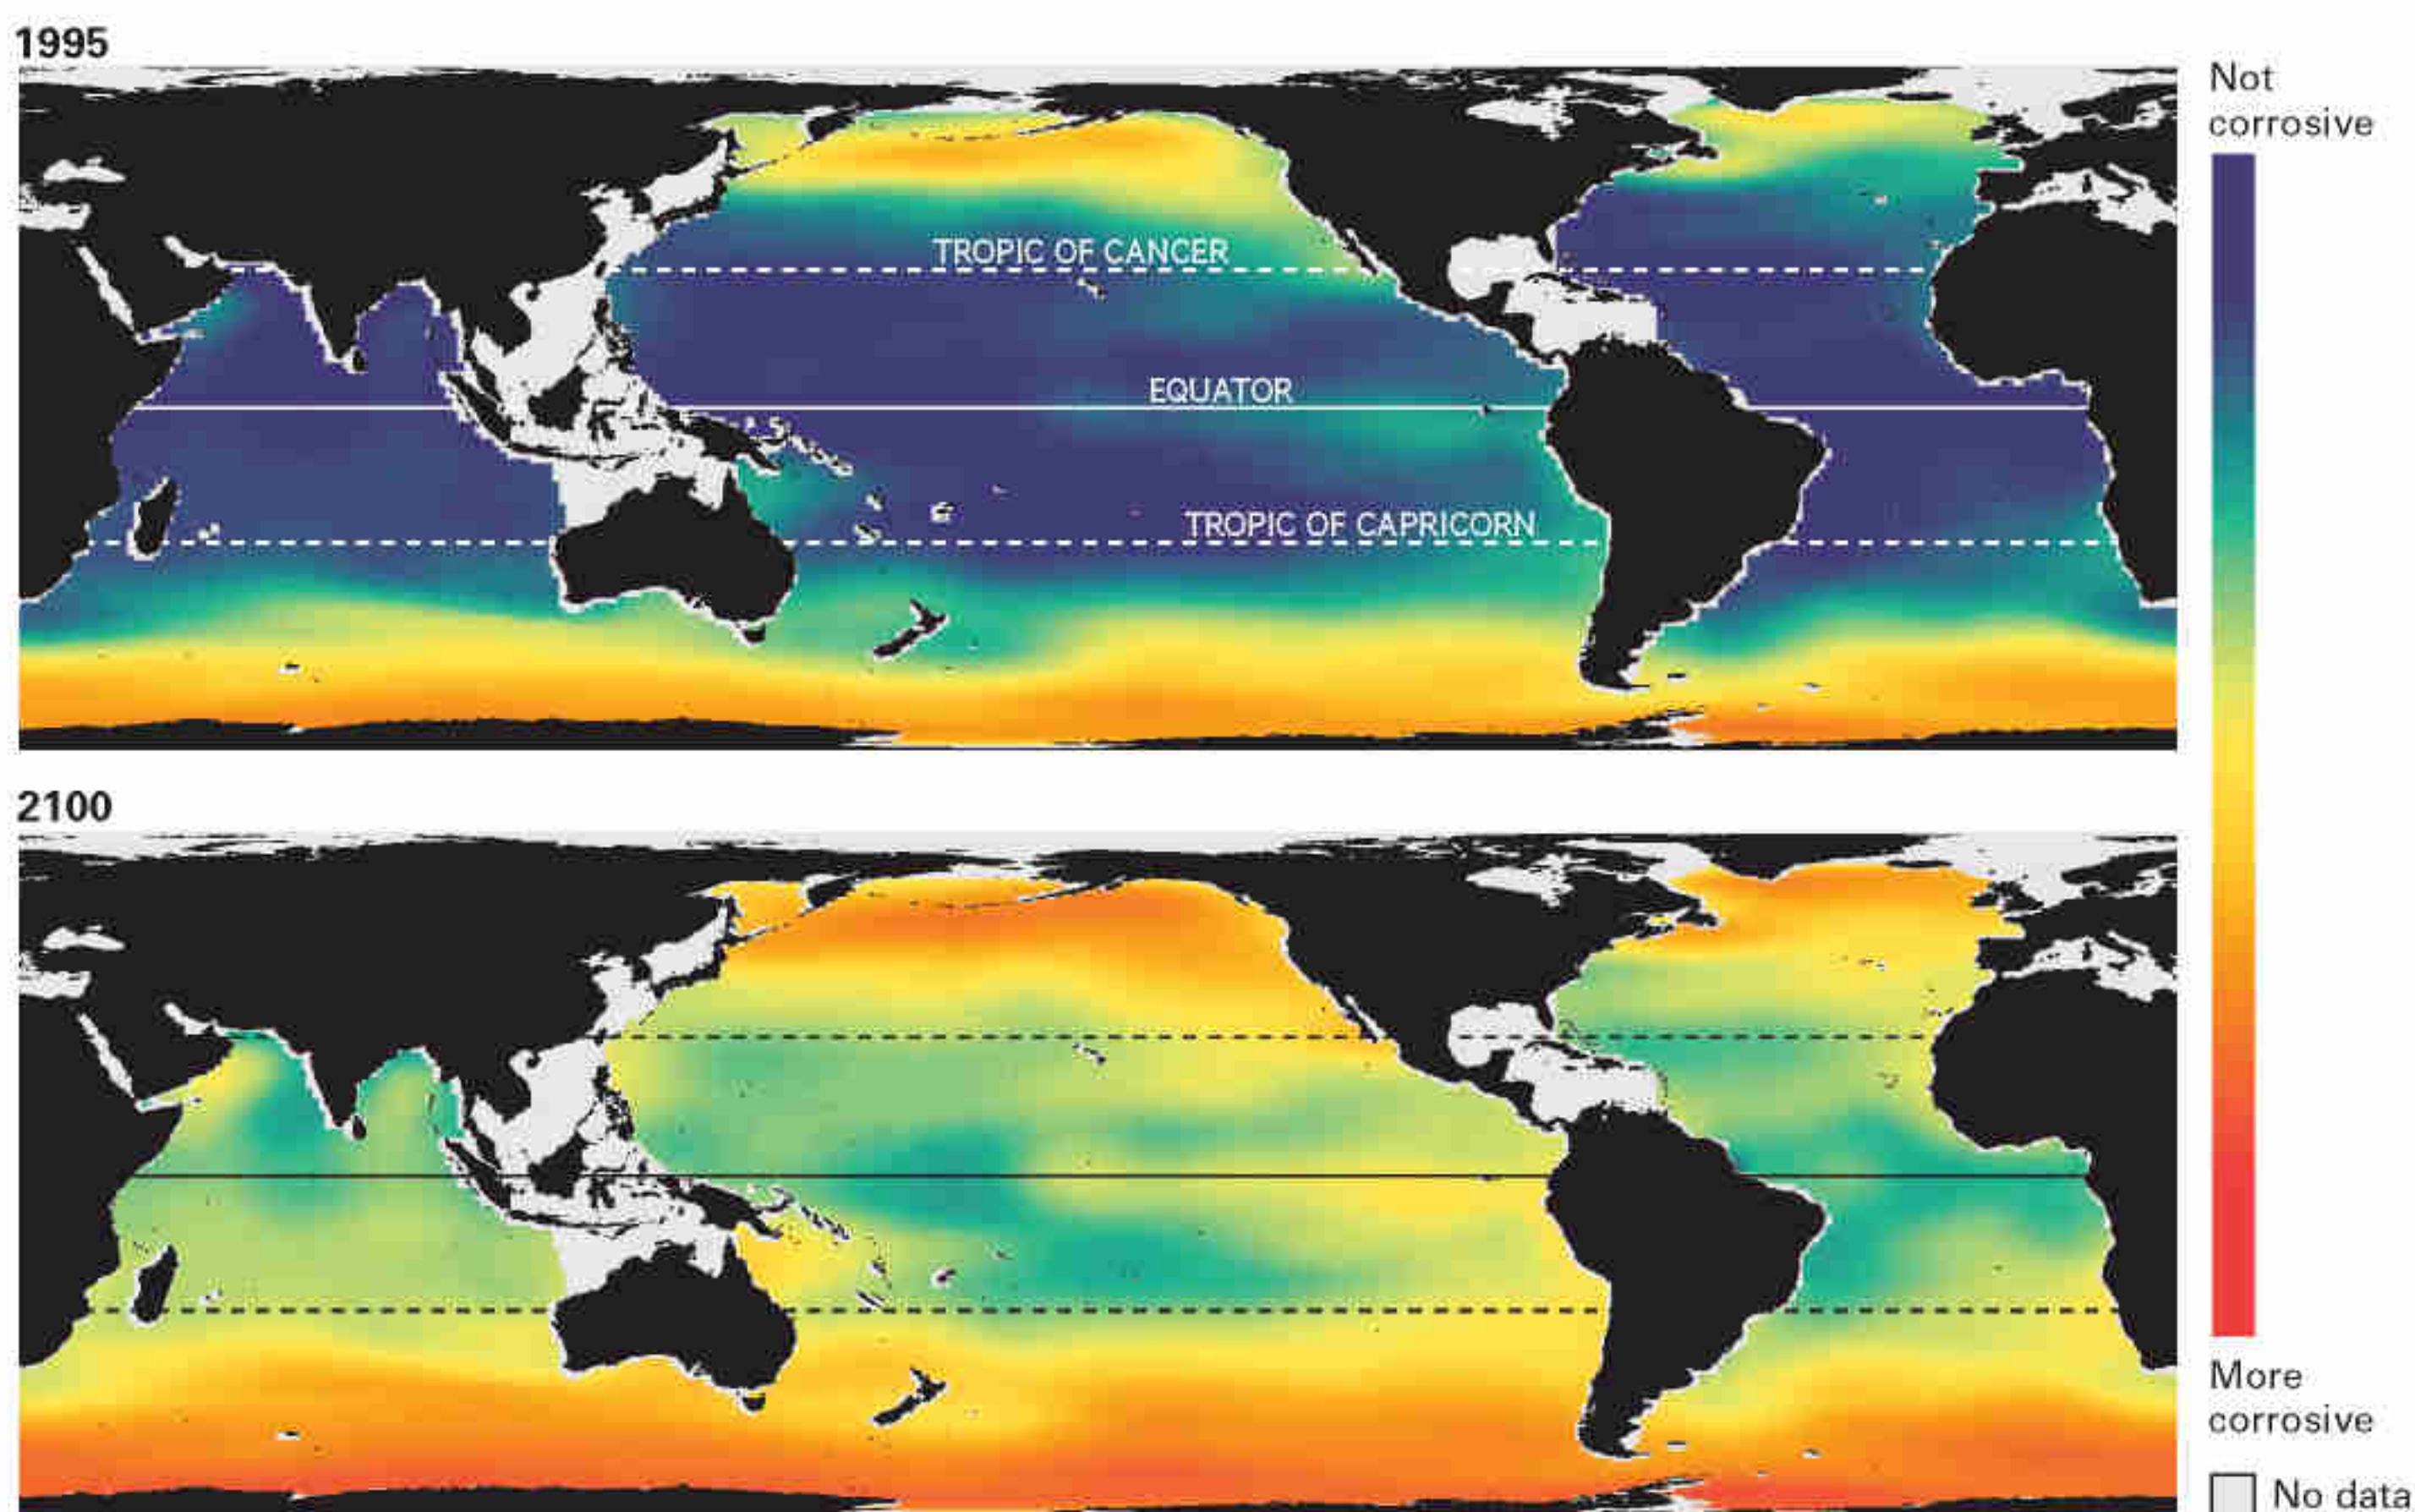 1995
Not
corrosive
TROPIC OF CANCER
EQUATOR
TROPIC OF CAPRICORN
2100
More
corrosive
No data